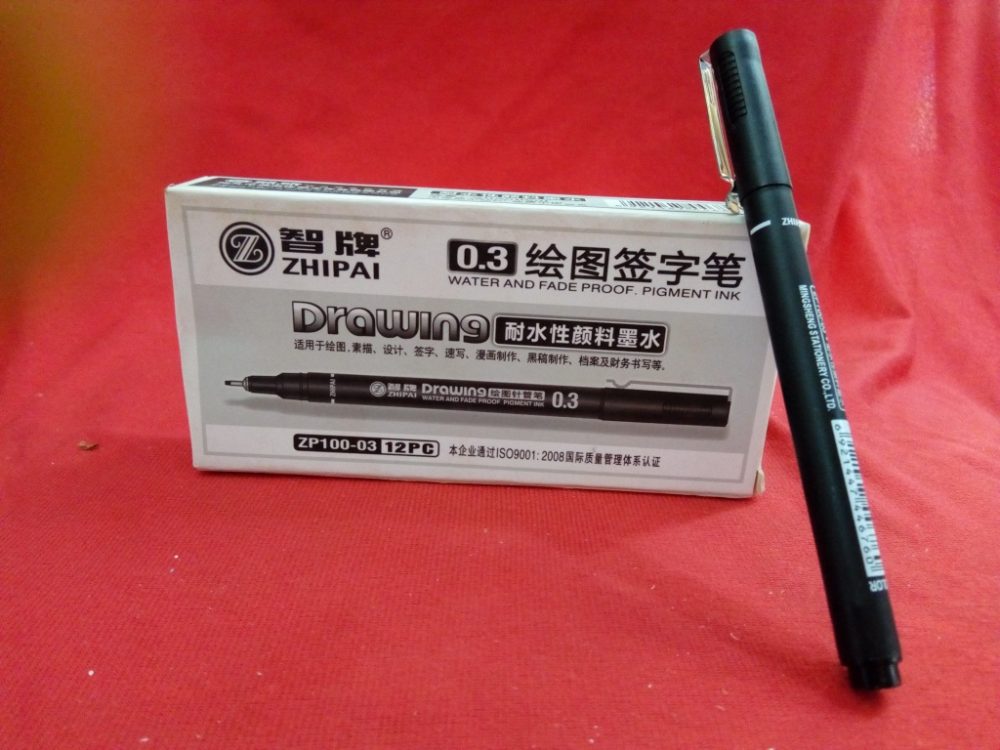 智牌®
ZHIPAI
0.3 绘图签字笔
WATER AND FADE PROOF. PIGMENT INK
Drawing 耐水性颜料墨水
适用于绘图.素描、设计、签字、速写、漫画制作、黑稿制作、档案及财务书写等。
ZHIPAI
智牌
ZHIPAI
Drawing 绘图针管笔 0.3
WATER AND FADE PROOF PIGMENT INK
ZP100-03 12PC 本企业通过ISO9001: 2008国际质量管理体系认证
ZHI
MINGSHENG STATIONERY CO.,LTD.